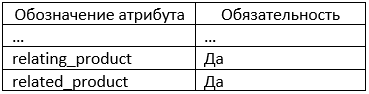 Обозначение атрибута Обязательность
... ...
relating_product Да
related_product Да